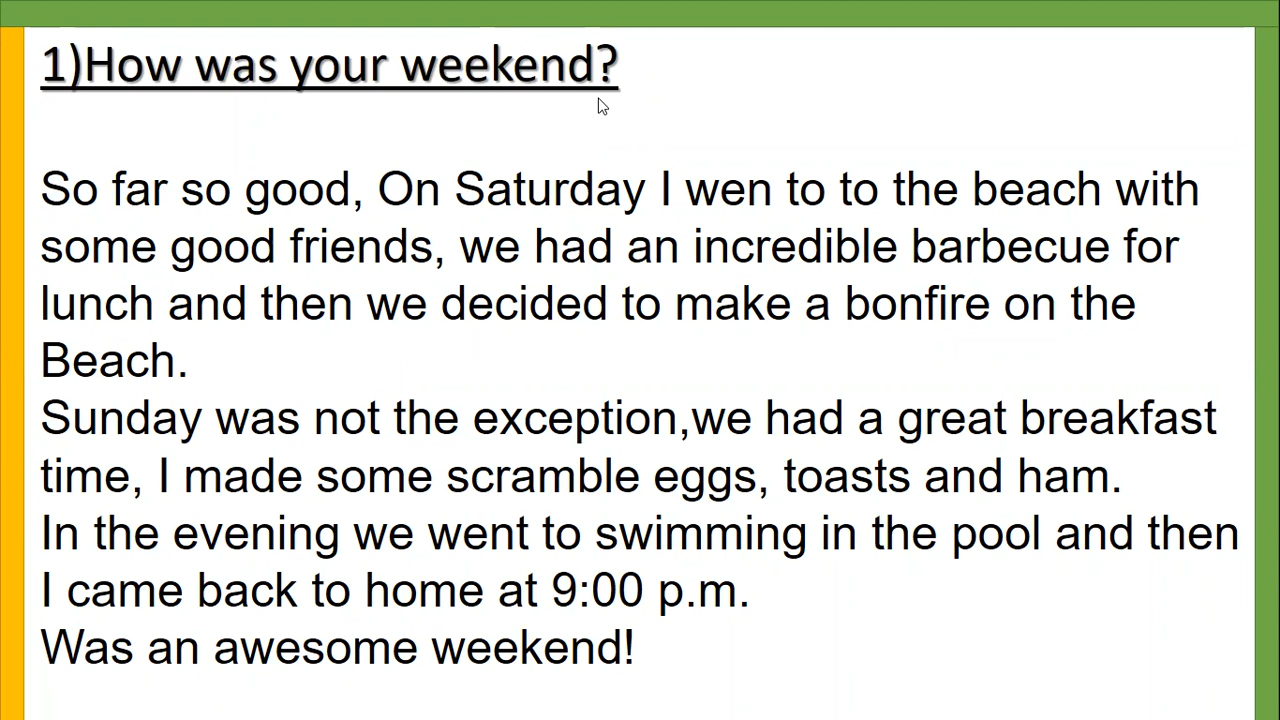 1)How was your weekend?
So far so good, On Saturday I wen to to the beach with
some good friends, we had an incredible barbecue for
lunch and then we decided to make a bonfire on the
Beach.
Sunday was not the exception,we had a great breakfast
time, I made some scramble eggs, toasts and ham.
In the evening we went to swimming in the pool and then
I came back to home at 9:00 p.m.
Was an awesome weekend!